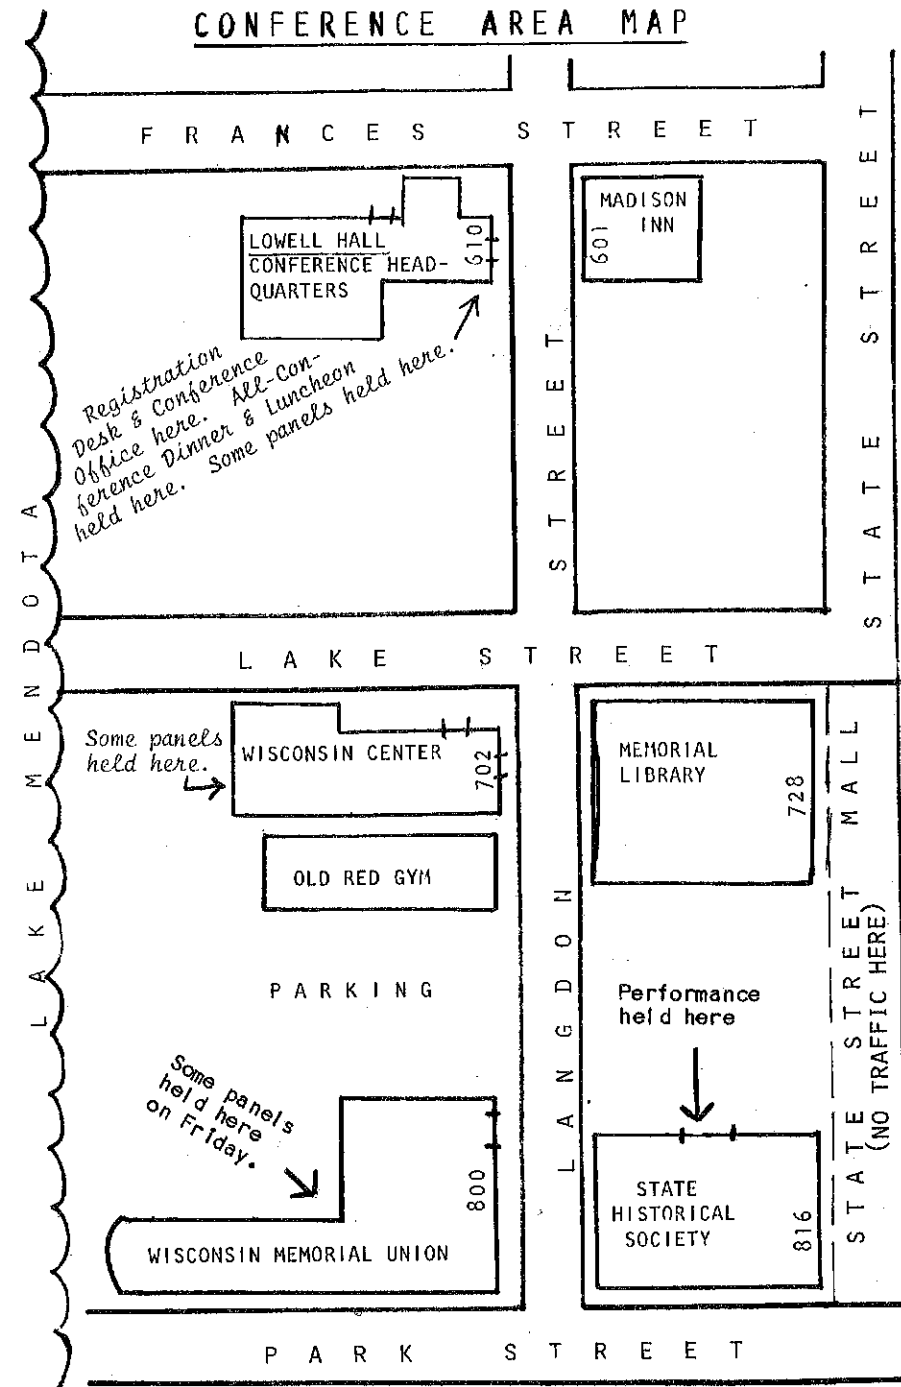 CONFERENCE AREA MAP
FRANCES STREET
STATE STREET
LOWELL HALL
CONFERENCE HEAD-
QUARTERS
610
MADISON
INN
601
Registration
Desk & Conference
Office here. All-Con-
ference Dinner & Luncheon
held here. Some panels held here.
LAKE MENDOTA
LAKE STREET
LANGDON STREET
Some panels
held here.
WISCONSIN CENTER
702
MEMORIAL
LIBRARY
728
OLD RED GYM
PARKING
STATE STREET MALL
(NO TRAFFIC HERE)
Performance
held here
Some panels
held here
on Friday.
800
WISCONSIN MEMORIAL UNION
STATE
HISTORICAL
SOCIETY
816
PARK STREET